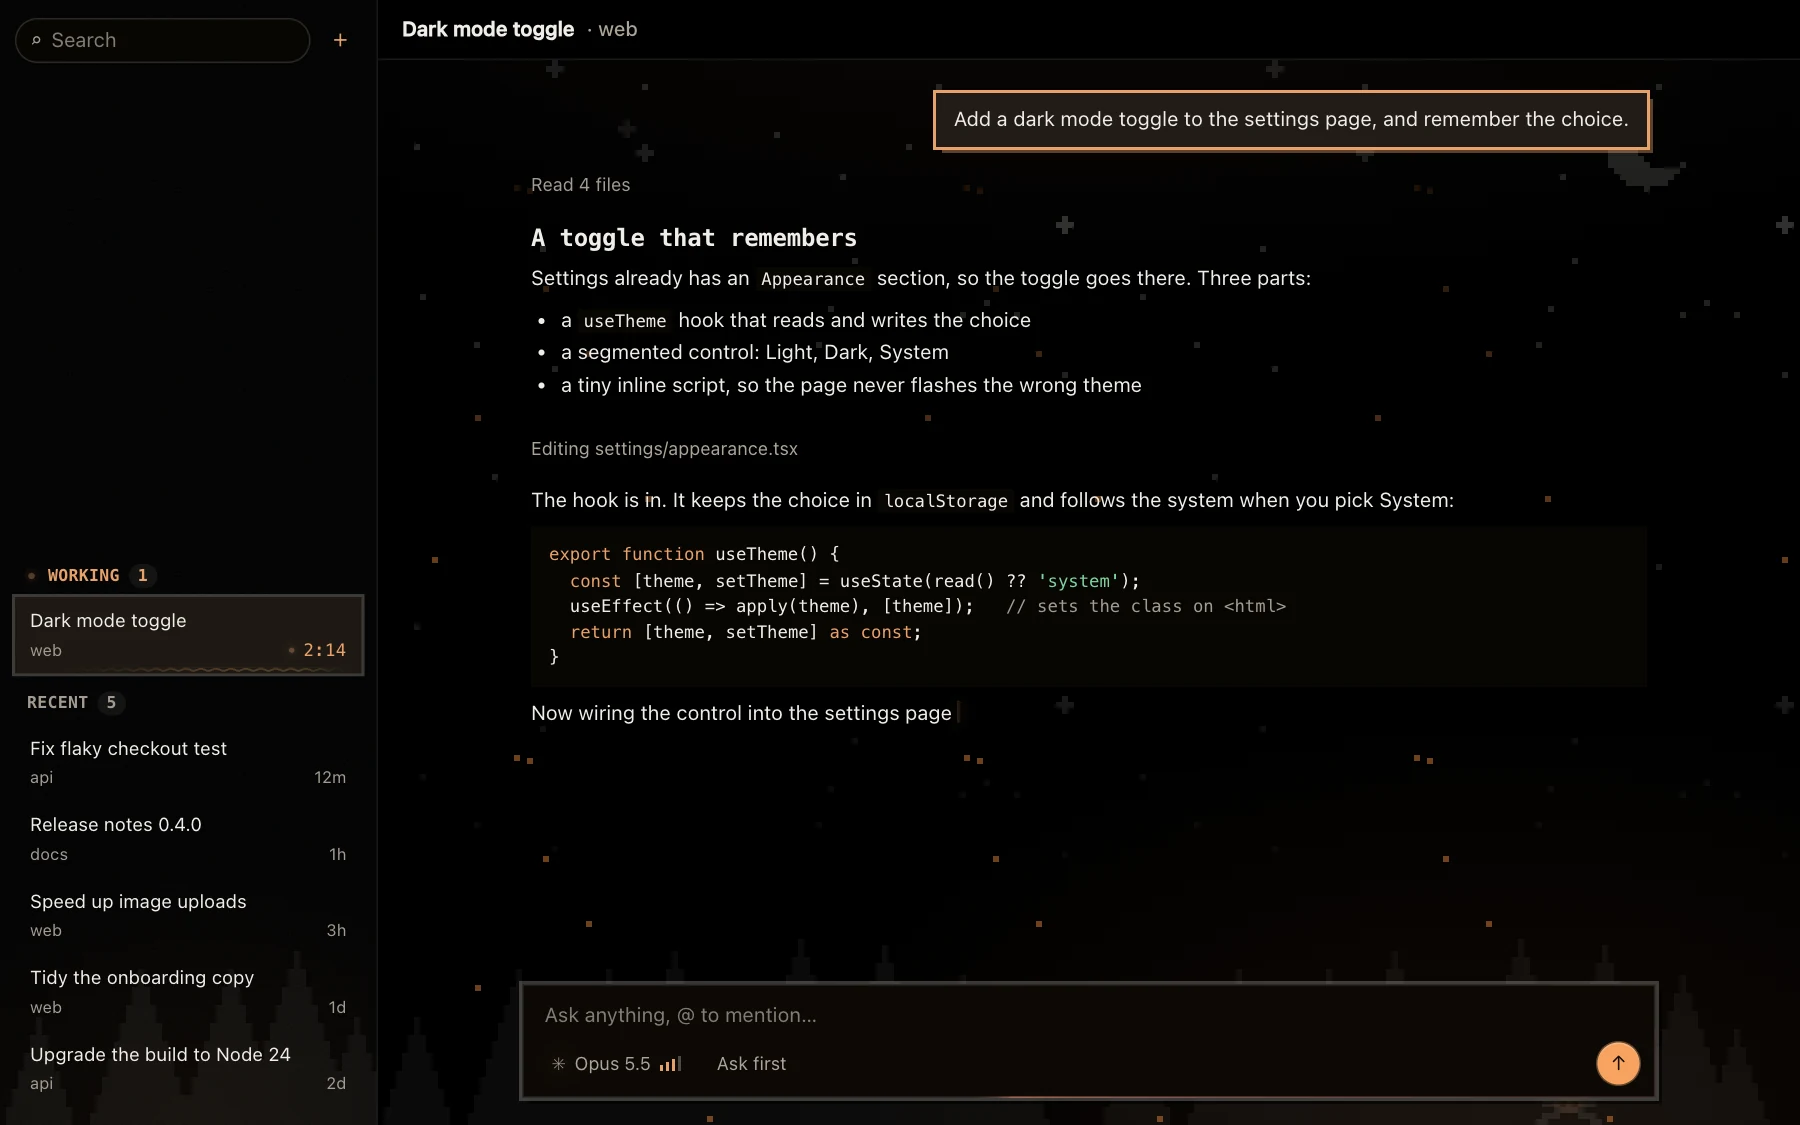 Search
+
Dark mode toggle · web
Add a dark mode toggle to the settings page, and remember the choice.
Read 4 files
A toggle that remembers
Settings already has an Appearance section, so the toggle goes there. Three parts:
• a useTheme hook that reads and writes the choice
• a segmented control: Light, Dark, System
• a tiny inline script, so the page never flashes the wrong theme
Editing settings/appearance.tsx
The hook is in. It keeps the choice in localStorage and follows the system when you pick System:
export function useTheme() {
  const [theme, setTheme] = useState(read() ?? 'system');
  useEffect(() => apply(theme), [theme]);   // sets the class on <html>
  return [theme, setTheme] as const;
}
Now wiring the control into the settings page
WORKING 1
Dark mode toggle
web 2:14
RECENT 5
Fix flaky checkout test
api 12m
Release notes 0.4.0
docs 1h
Speed up image uploads
web 3h
Tidy the onboarding copy
web 1d
Upgrade the build to Node 24
api 2d
Ask anything, @ to mention...
Opus 5.5 Ask first